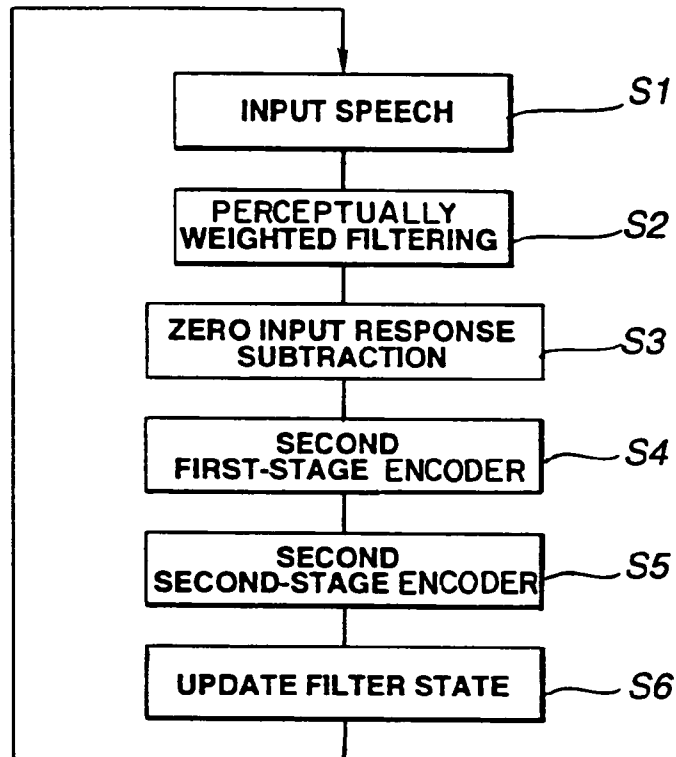 INPUT SPEECH
S1
PERCEPTUALLY
WEIGHTED FILTERING
S2
ZERO INPUT RESPONSE
SUBTRACTION
S3
SECOND
FIRST-STAGE ENCODER
S4
SECOND
SECOND-STAGE ENCODER
S5
UPDATE FILTER STATE
S6